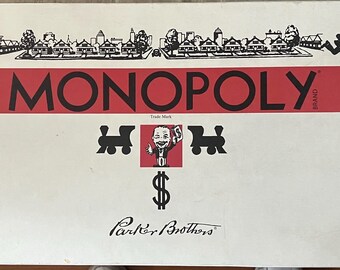 MONOPOLY®
BRAND
Trade Mark
$
Parker Brothers®